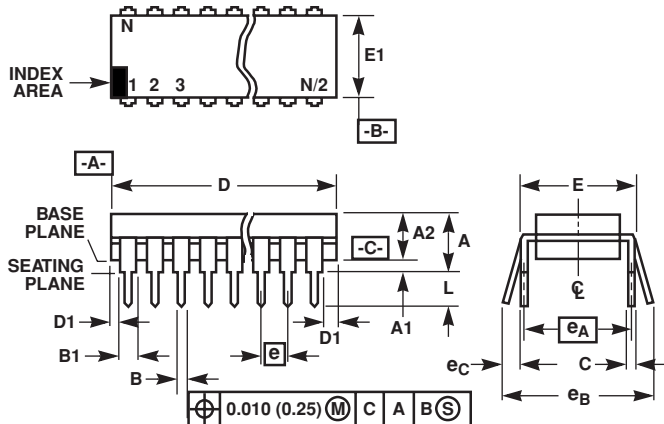 N
E1
INDEX
AREA
1 2 3 N/2
-B-
-A-
D
E
BASE
PLANE
A2
A
-C-
SEATING
PLANE
L
C
L
D1
A1
D1
eA
B1
e
eC
C
B
eB
0.010 (0.25) M C A B S